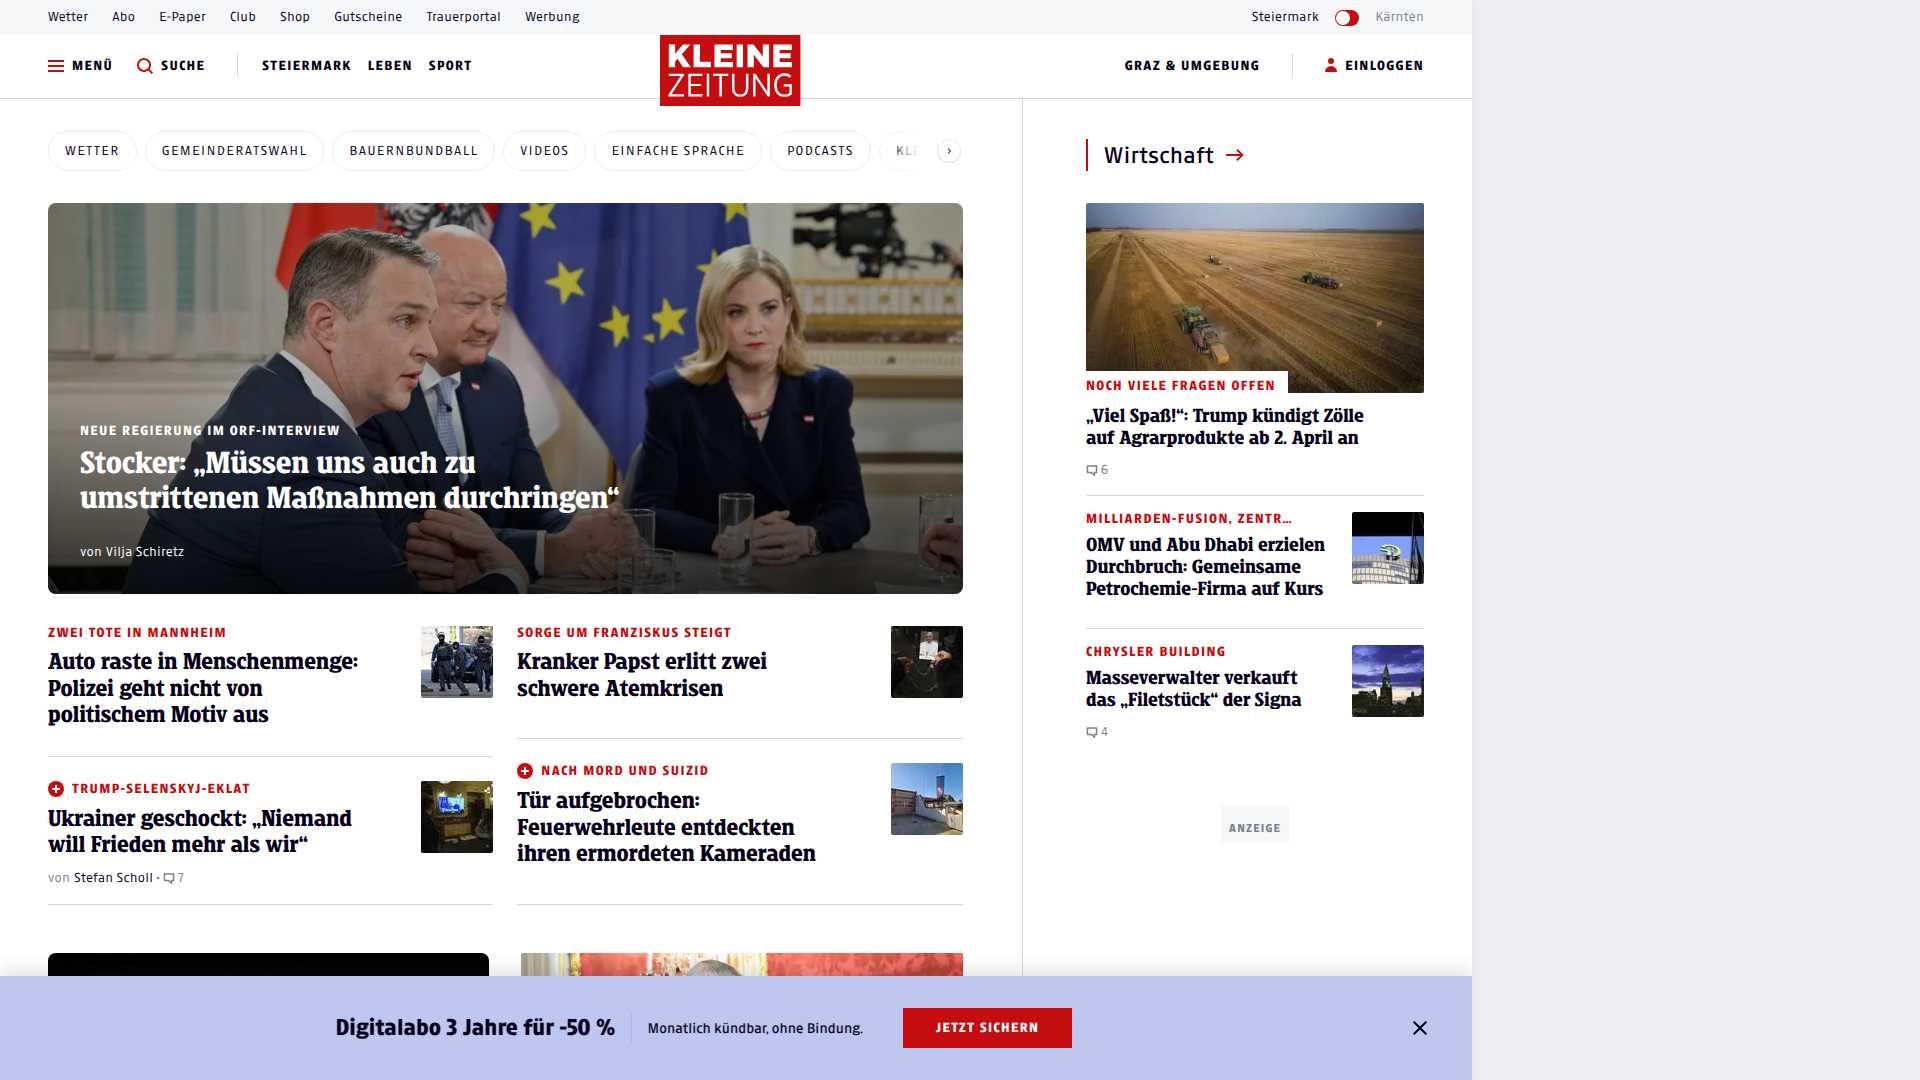 Wetter Abo E-Paper Club Shop Gutscheine Trauerportal Werbung Steiermark Kärnten
MENÜ SUCHE STEIERMARK LEBEN SPORT KLEINE ZEITUNG GRAZ & UMGEBUNG EINLOGGEN
WETTER GEMEINDERATSWAHL BAUERNBUNDBALL VIDEOS EINFACHE SPRACHE PODCASTS
NEUE REGIERUNG IM ORF-INTERVIEW
Stocker: „Müssen uns auch zu
umstrittenen Maßnahmen durchringen“
von Vilja Schiretz
ZWEI TOTE IN MANNHEIM
Auto raste in Menschenmenge:
Polizei geht nicht von
politischem Motiv aus
TRUMP-SELENSKYJ-EKLAT
Ukrainer geschockt: „Niemand
will Frieden mehr als wir“
von Stefan Scholl • 7
SORGE UM FRANZISKUS STEIGT
Kranker Papst erlitt zwei
schwere Atemkrisen
NACH MORD UND SUIZID
Tür aufgebrochen:
Feuerwehrleute entdeckten
ihren ermordeten Kameraden
Wirtschaft
NOCH VIELE FRAGEN OFFEN
„Viel Spaß!“: Trump kündigt Zölle
auf Agrarprodukte ab 2. April an
6
MILLIARDEN-FUSION, ZENTR…
OMV und Abu Dhabi erzielen
Durchbruch: Gemeinsame
Petrochemie-Firma auf Kurs
CHRYSLER BUILDING
Masseverwalter verkauft
das „Filetstück“ der Signa
4
ANZEIGE
Digitalabo 3 Jahre für -50 % Monatlich kündbar, ohne Bindung. JETZT SICHERN